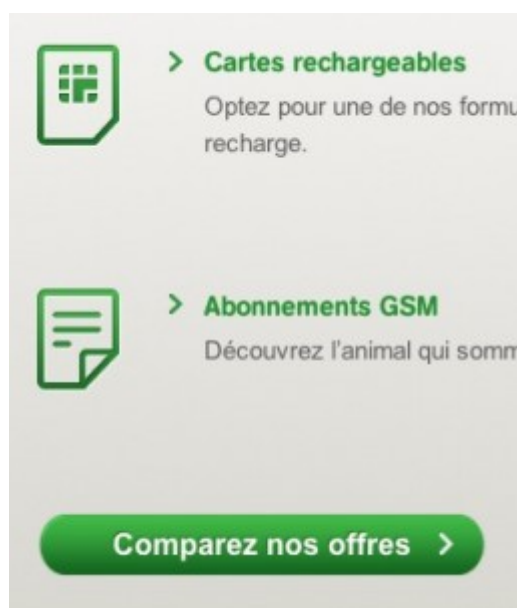 Cartes rechargeables
Optez pour une de nos
recharge.
Abonnements GSM
Découvrez l'animal qui
Comparez nos offres